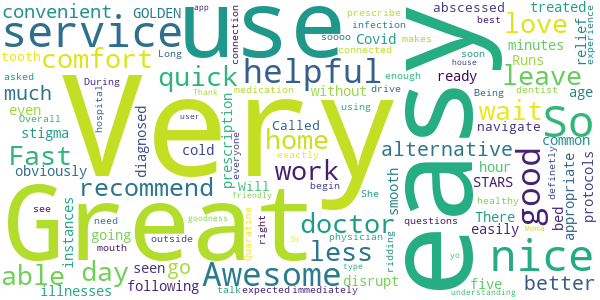 convenient
GOLDEN
use
app
prescribe
abscessed
best
treated
service
Very
easy
soooo
infection
connected
makes
love
experience
tooth
comfort
connection
Covid
minutes
relief
asked
During
Long
quick
helpful
enough
soon
house
Runs
much
hospital
Thank
medication
without
drive
ready
leave
Being
dentist
even
stigma
diagnosed
Overall
user
using
wait
age
So
Fast
cold
prescription
everyone
home
Called
exactly
alternative
navigate
common
obviously
recommend
Will
work
begin
She
smooth
hour
STARS
good
definetly
appropriate
protocols
Great
instances
see
need
friendly
Quarantine
right
doctor
There
easily
healthy
bed
able
day
going
mouth
outside
seen
go
goodness
Dr
physician
less
ridding
questions
nice
Moms
five
illnesses
following
Awesome
talk
type
expected
immediately
disrupt
yo
understanding
better